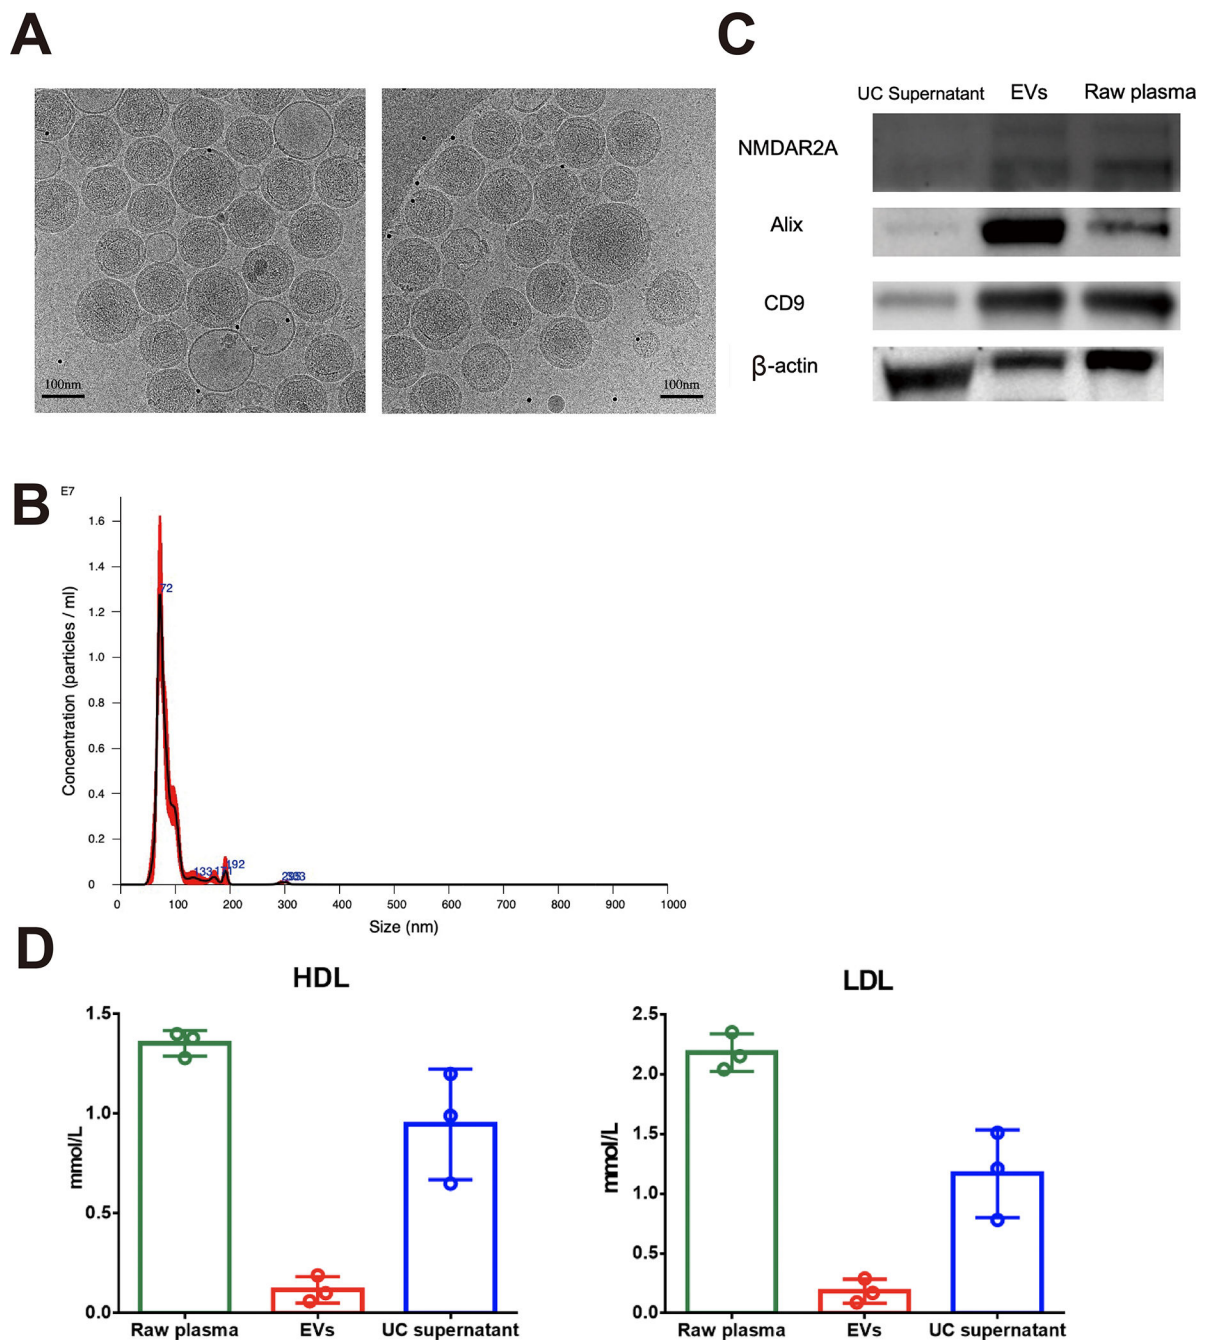 A
C
UC Supernatant EVs Raw plasma
NMDAR2A
Alix
CD9
β-actin
100nm
100nm
B
E7
Concentration (particles / ml)
1.6
1.4
1.2
1.0
0.8
0.6
0.4
0.2
0
72
133
192
0 100 200 300 400 500 600 700 800 900 1000
Size (nm)
D
HDL
mmol/L
1.5
1.0
0.5
0.0
Raw plasma EVs UC supernatant
LDL
mmol/L
2.5
2.0
1.5
1.0
0.5
0.0
Raw plasma EVs UC supernatant